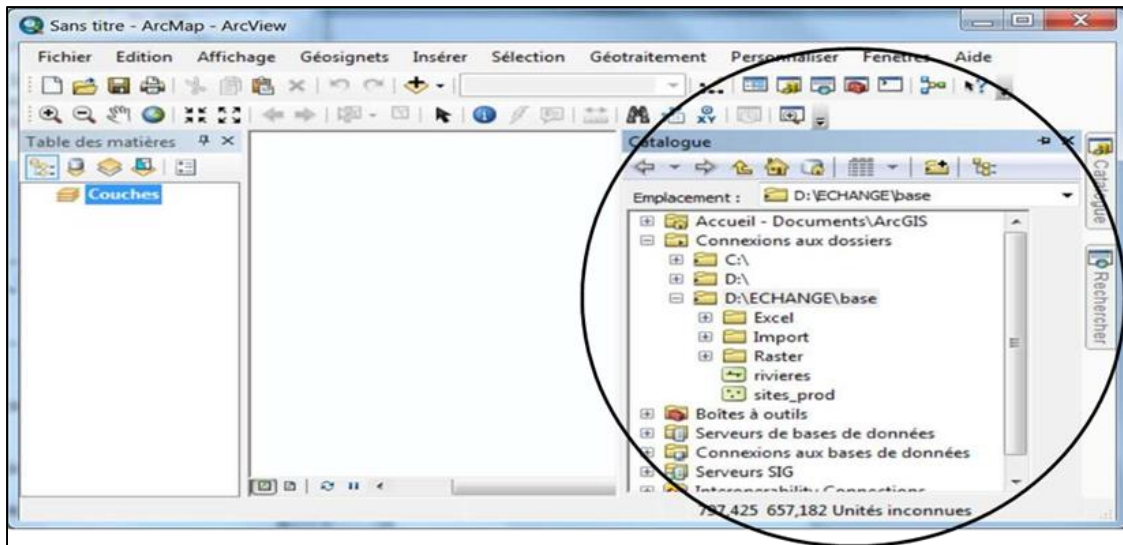 Sans titre - ArcMap - ArcView
Fichier Edition Affichage Géosignets Insérer Sélection Géotraitement Personnaliser Fenêtres Aide
Table des matières
Couches
Catalogue
Emplacement : D:\ECHANGE\base
Accueil - Documents\ArcGIS
Connexions aux dossiers
C:\
D:\
D:\ECHANGE\base
Excel
Import
Raster
rivieres
sites_prod
Boîtes à outils
Serveurs de bases de données
Connexions aux bases de données
Serveurs SIG
Interoperability Connections
797,425 657,182 Unités inconnues
Catalogue
Rechercher